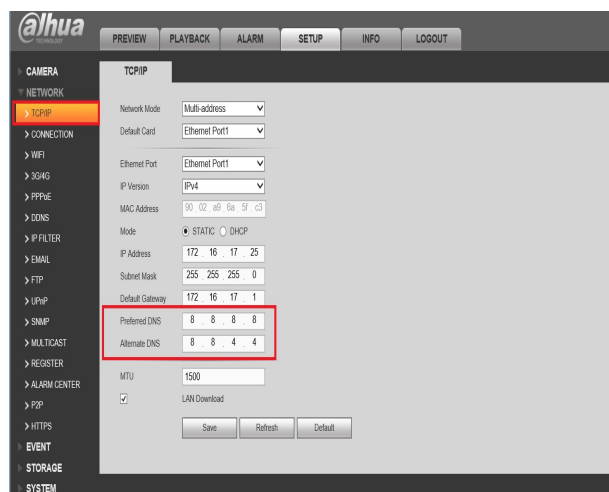 alhua
TECHNOLOGY
PREVIEW PLAYBACK ALARM SETUP INFO LOGOUT
CAMERA
NETWORK
TCP/IP
CONNECTION
WIFI
3G/4G
PPPoE
DDNS
IP FILTER
EMAIL
FTP
UPnP
SNMP
MULTICAST
REGISTER
ALARM CENTER
P2P
HTTPS
EVENT
STORAGE
SYSTEM
TCP/IP
Network Mode Multi-address
Default Card Ethernet Port1
Ethernet Port Ethernet Port1
IP Version IPv4
MAC Address 90 02 a9 6a 5f c3
Mode STATIC DHCP
IP Address 172 . 16 . 17 . 25
Subnet Mask 255 . 255 . 255 . 0
Default Gateway 172 . 16 . 17 . 1
Preferred DNS 8 . 8 . 8 . 8
Alternate DNS 8 . 8 . 4 . 4
MTU 1500
LAN Download
Save Refresh Default